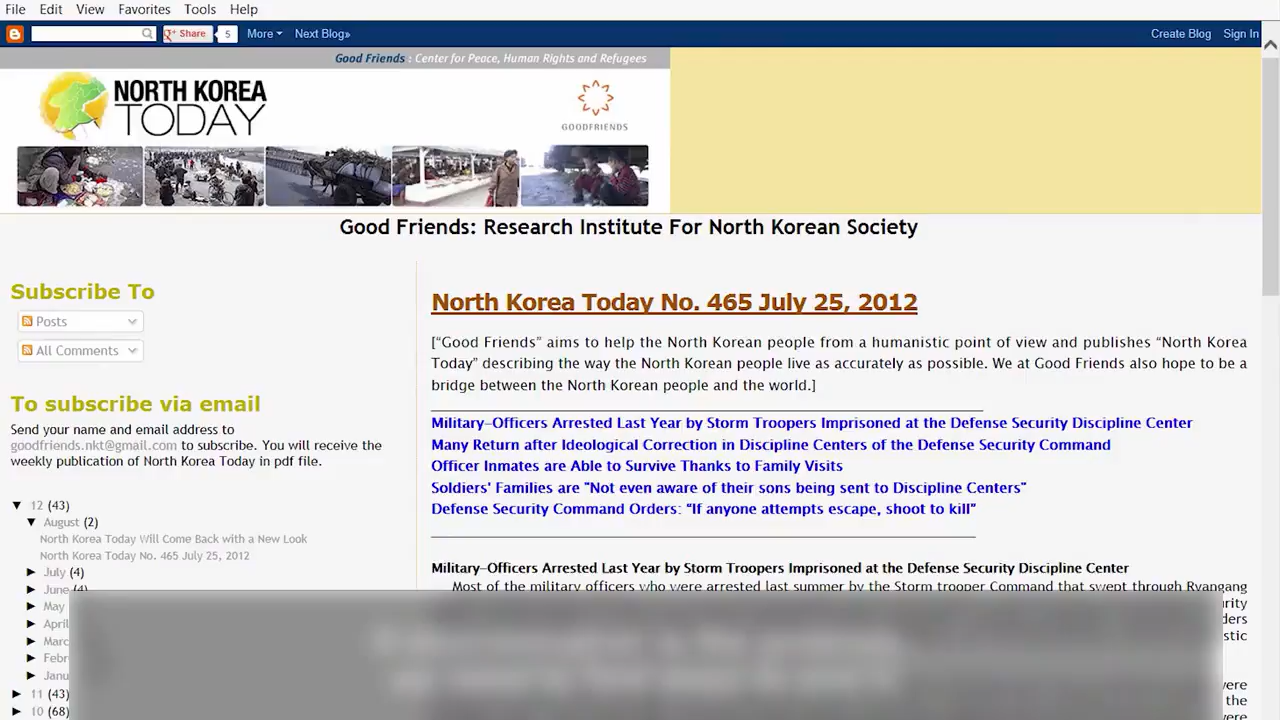 File Edit View Favorites Tools Help
Share 5 More Next Blog» Create Blog Sign In
Good Friends : Center for Peace, Human Rights and Refugees
NORTH KOREA
TODAY
GOODFRIENDS
Good Friends: Research Institute For North Korean Society
Subscribe To
Posts
All Comments
To subscribe via email
Send your name and email address to
goodfriends.nkt@gmail.com to subscribe. You will receive the
weekly publication of North Korea Today in pdf file.
▼ 12 (43)
▼ August (2)
North Korea Today Will Come Back with a New Look
North Korea Today No. 465 July 25, 2012
► July (4)
► June (4)
► May
► April
► Marc
► Febr
► Janu
► 11 (43)
► 10 (68)
North Korea Today No. 465 July 25, 2012
[“Good Friends” aims to help the North Korean people from a humanistic point of view and publishes “North Korea
Today” describing the way the North Korean people live as accurately as possible. We at Good Friends also hope to be a
bridge between the North Korean people and the world.]
Military-Officers Arrested Last Year by Storm Troopers Imprisoned at the Defense Security Discipline Center
Many Return after Ideological Correction in Discipline Centers of the Defense Security Command
Officer Inmates are Able to Survive Thanks to Family Visits
Soldiers' Families are "Not even aware of their sons being sent to Discipline Centers"
Defense Security Command Orders: “If anyone attempts escape, shoot to kill”
Military-Officers Arrested Last Year by Storm Troopers Imprisoned at the Defense Security Discipline Center
Most of the military officers who were arrested last summer by the Storm trooper Command that swept through Ryangang